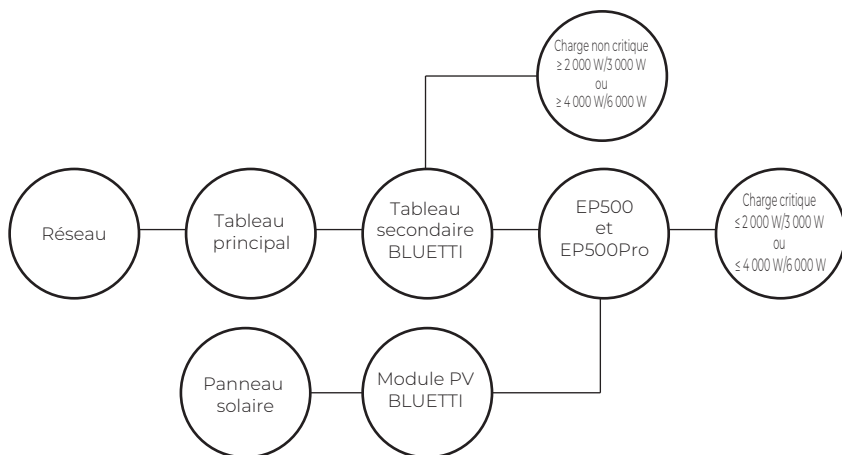 Charge non critique
≥ 2 000 W/3 000 W
ou
≥ 4 000 W/6 000 W
Réseau
Tableau
principal
Tableau
secondaire
BLUETTI
EP500
et
EP500Pro
Charge critique
≤ 2 000 W/3 000 W
ou
≤ 4 000 W/6 000 W
Panneau
solaire
Module PV
BLUETTI